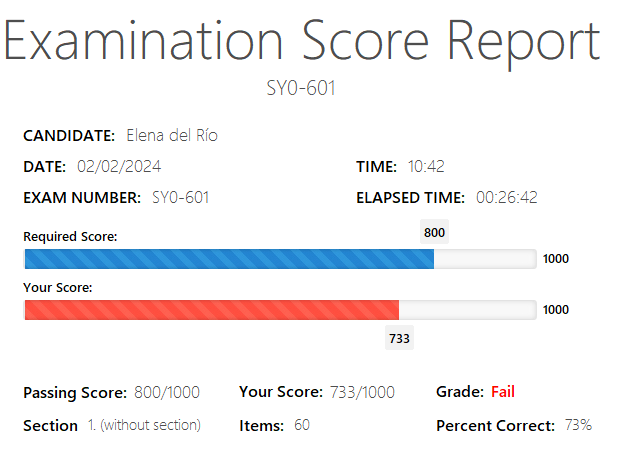 Examination Score Report
SY0-601
CANDIDATE: Elena del Río
DATE: 02/02/2024 TIME: 10:42
EXAM NUMBER: SY0-601 ELAPSED TIME: 00:26:42
800
Required Score:
1000
Your Score:
1000
733
Passing Score: 800/1000 Your Score: 733/1000 Grade: Fail
Section 1. (without section) Items: 60 Percent Correct: 73%